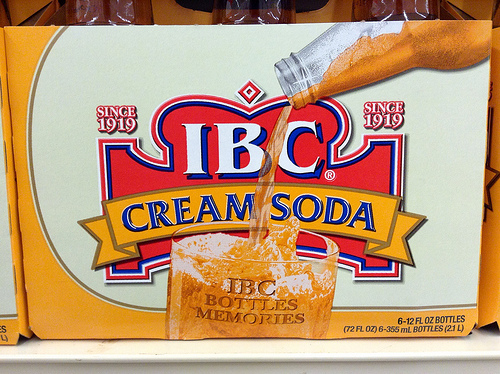 SINCE
1919
SINCE
1919
IBC®
CREAM SODA
IBC
BOTTLES
MEMORIES
6-12 FL OZ BOTTLES
(72 FL OZ) 6-355 mL BOTTLES (2.1 L)